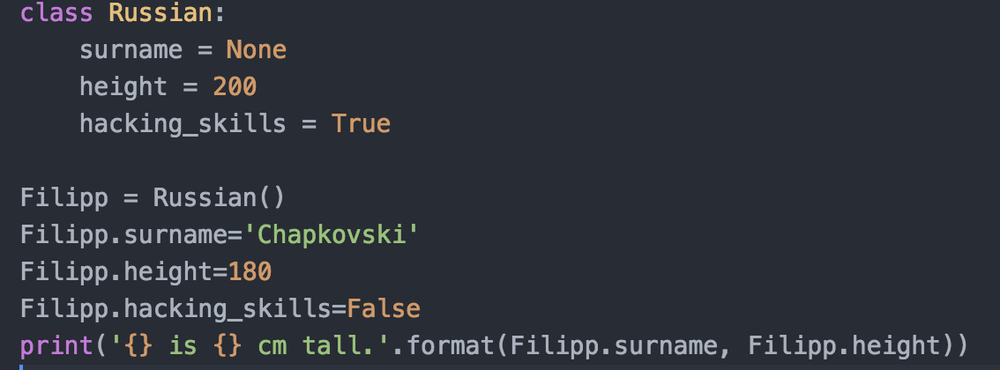 class Russian:
    surname = None
    height = 200
    hacking_skills = True

Filipp = Russian()
Filipp.surname='Chapkovski'
Filipp.height=180
Filipp.hacking_skills=False
print('{} is {} cm tall.'.format(Filipp.surname, Filipp.height))